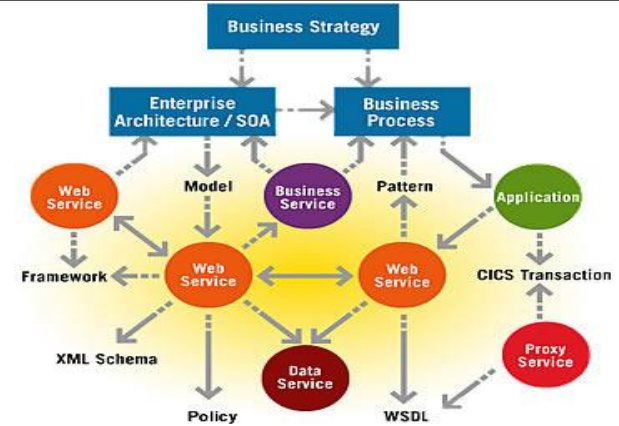 Business Strategy
Enterprise
Architecture / SOA
Business
Process
Web
Service
Model
Business
Service
Pattern
Application
Framework
Web
Service
Web
Service
CICS Transaction
XML Schema
Data
Service
Proxy
Service
Policy
WSDL